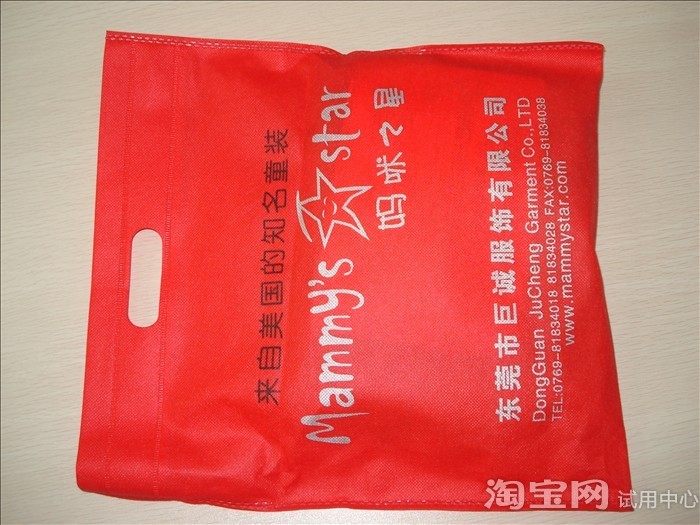 来自美国的知名童装
Mammy's star
妈咪之星
东莞市巨诚服饰有限公司
DongGuan JuCheng Garment Co.,LTD
TEL:0769-81834018 81834028 FAX:0769-81834038
www.mammystar.com
淘宝网 试用中心